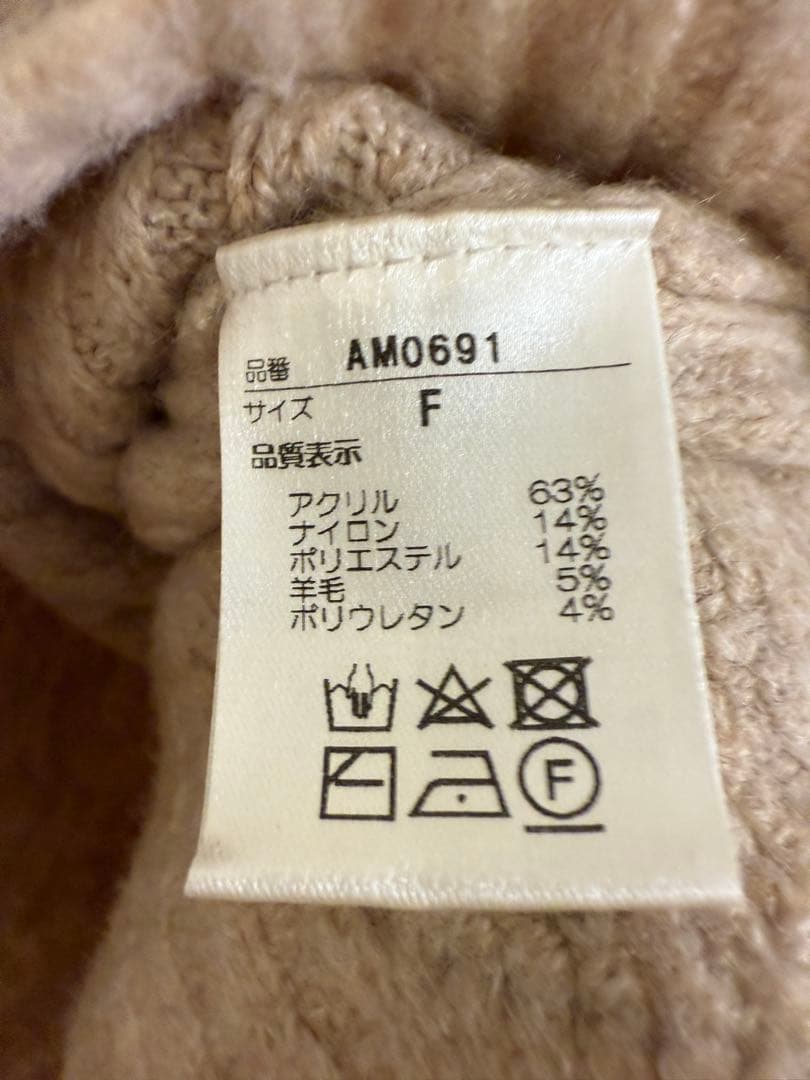 品番 AM0691
サイズ F
品質表示
アクリル 63%
ナイロン 14%
ポリエステル 14%
羊毛 5%
ポリウレタン 4%
F